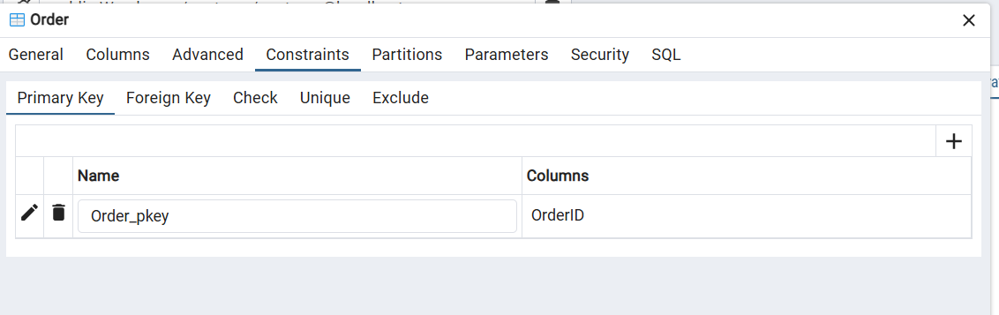 Order
General Columns Advanced Constraints Partitions Parameters Security SQL
Primary Key Foreign Key Check Unique Exclude
Name Columns
Order_pkey OrderID